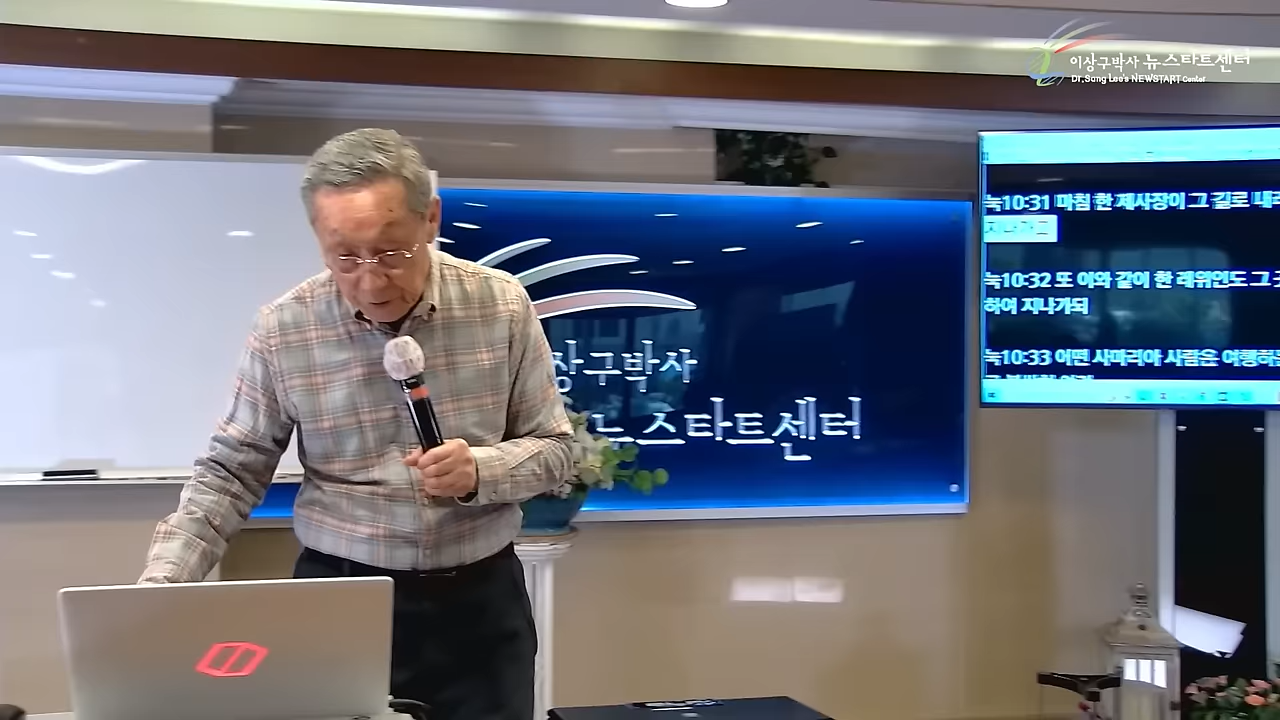 이상구박사 뉴스타트센터
Dr. Sang Lee's NEWSTART Center
눅10:31 마침 한 제사장이 그 길로 내려
지나가고
눅10:32 또 이와 같이 한 레위인도 그 곳
하여 지나가되
눅10:33 어떤 사마리아 사람은 여행하는
상구박사
뉴스타트센터